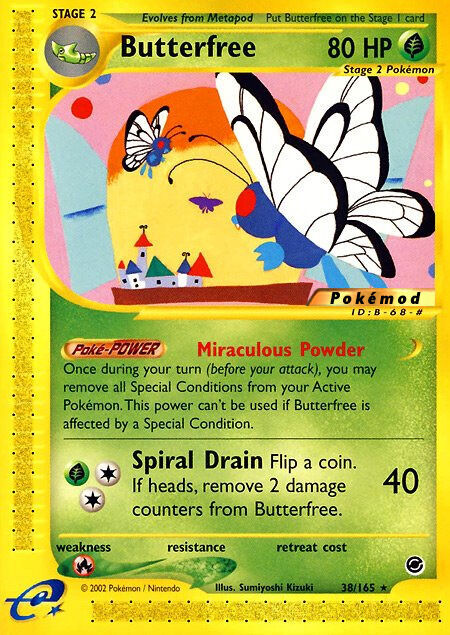 STAGE 2
Evolves from Metapod Put Butterfree on the Stage 1 card
Butterfree 80 HP
Stage 2 Pokémon
Pokémod
ID:B-68-#
Poké-POWER Miraculous Powder
Once during your turn (before your attack), you may
remove all Special Conditions from your Active
Pokémon. This power can't be used if Butterfree is
affected by a Special Condition.
Spiral Drain Flip a coin.
If heads, remove 2 damage
counters from Butterfree.
40
weakness resistance retreat cost
©2002 Pokémon / Nintendo Illus. Sumiyoshi Kizuki 38/165 ★
e